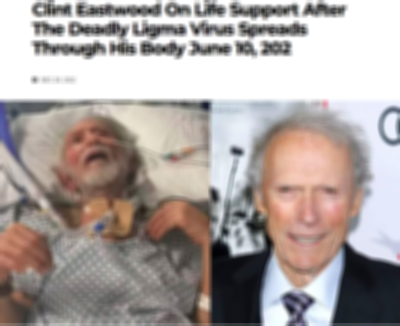 Clint Eastwood On Life Support After
The Deadly Ligma Virus Spreads
Through His Body June 10, 202